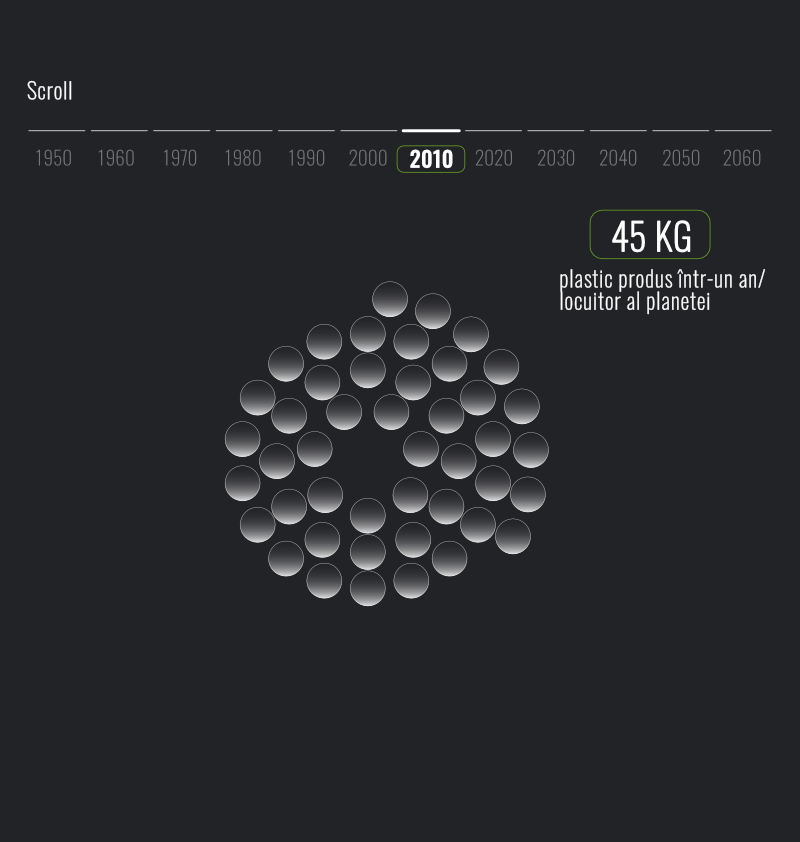 Scroll
1950 1960 1970 1980 1990 2000 2010 2020 2030 2040 2050 2060
45 KG
plastic produs într-un an/
locuitor al planetei